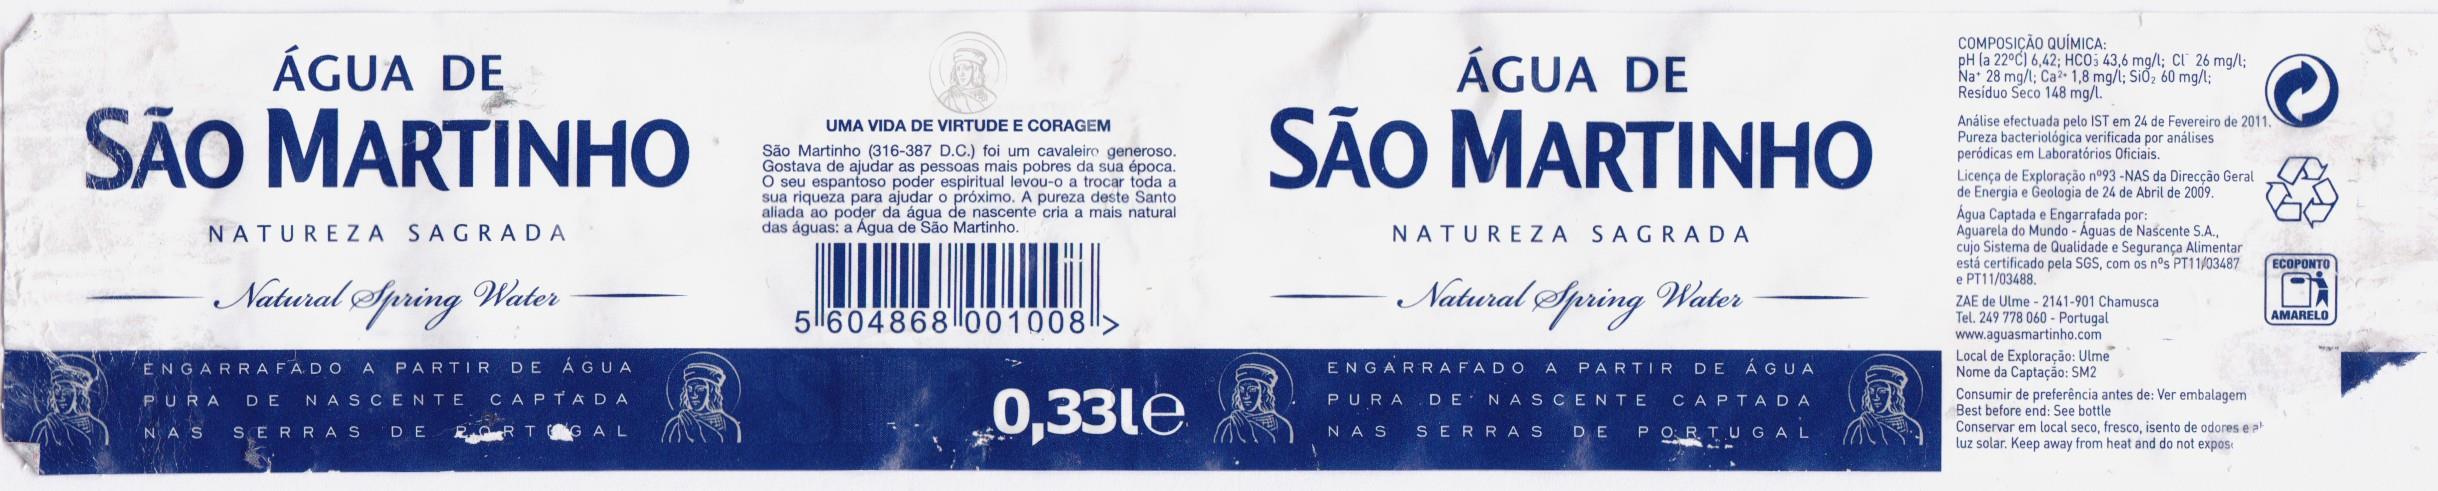 ÁGUA DE
SÃO MARTINHO
NATUREZA SAGRADA
Natural Spring Water
ENGARRAFADO A PARTIR DE ÁGUA
PURA DE NASCENTE CAPTADA
NAS SERRAS DE PORTUGAL
UMA VIDA DE VIRTUDE E CORAGEM
São Martinho (316-387 D.C.) foi um cavaleiro generoso.
Gostava de ajudar as pessoas mais pobres da sua época.
O seu espantoso poder espiritual levou-o a trocar toda a
sua riqueza para ajudar o próximo. A pureza deste Santo
aliada ao poder da água de nascente cria a mais natural
das águas: a Água de São Martinho.
5 604868 001008 >
0,33l e
ÁGUA DE
SÃO MARTINHO
NATUREZA SAGRADA
Natural Spring Water
ENGARRAFADO A PARTIR DE ÁGUA
PURA DE NASCENTE CAPTADA
NAS SERRAS DE PORTUGAL
COMPOSIÇÃO QUÍMICA:
pH (a 22ºC) 6,42; HCO₃⁻ 43,6 mg/l; Cl⁻ 26 mg/l;
Na⁺ 28 mg/l; Ca²⁺ 1,8 mg/l; SiO₂ 60 mg/l;
Resíduo Seco 148 mg/l.
Análise efectuada pelo IST em 24 de Fevereiro de 2011.
Pureza bacteriológica verificada por análises
peródicas em Laboratórios Oficiais.
Licença de Exploração nº93 -NAS da Direcção Geral
de Energia e Geologia de 24 de Abril de 2009.
Água Captada e Engarrafada por:
Aguarela do Mundo - Águas de Nascente S.A.,
cujo Sistema de Qualidade e Segurança Alimentar
está certificado pela SGS, com os nºs PT11/03487
e PT11/03488.
ZAE de Ulme - 2141-901 Chamusca
Tel. 249 778 060 - Portugal
www.aguasmartinho.com
Local de Exploração: Ulme
Nome da Captação: SM2
Consumir de preferência antes de: Ver embalagem
Best before end: See bottle
Conservar em local seco, fresco, isento de odores e
luz solar. Keep away from heat and do not
ECOPONTO
AMARELO